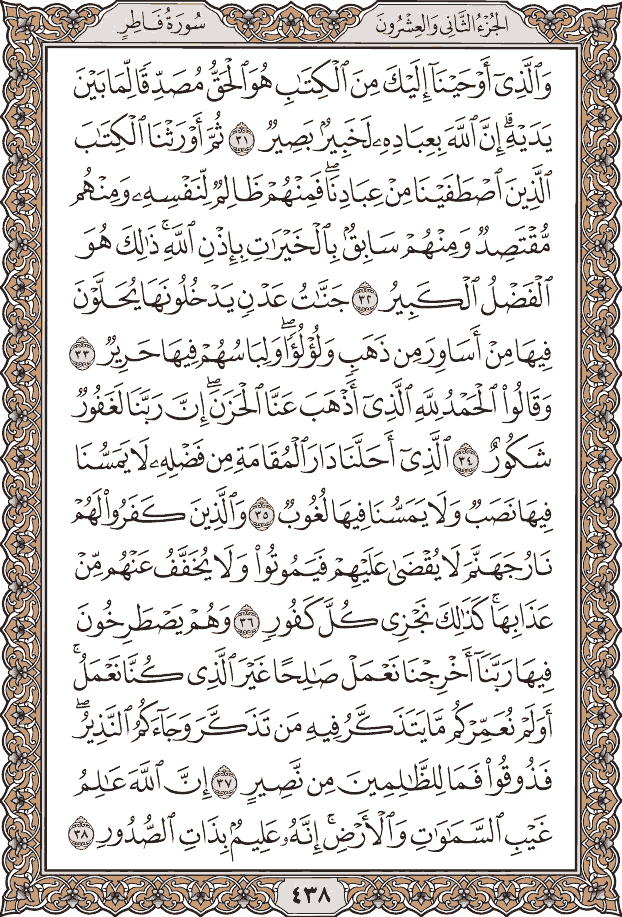 سُورَةُ فَاطِرٍ
الجُزْءُ الثَّانِي وَالعِشْرُونَ
وَٱلَّذِىٓ أَوْحَيْنَآ إِلَيْكَ مِنَ ٱلْكِتَٰبِ هُوَ ٱلْحَقُّ مُصَدِّقًا لِّمَا بَيْنَ
يَدَيْهِۗ إِنَّ ٱللَّهَ بِعِبَادِهِۦ لَخَبِيرٌۢ بَصِيرٌ ٣١ ثُمَّ أَوْرَثْنَا ٱلْكِتَٰبَ
ٱلَّذِينَ ٱصْطَفَيْنَا مِنْ عِبَادِنَاۖ فَمِنْهُمْ ظَالِمٌ لِّنَفْسِهِۦ وَمِنْهُم
مُّقْتَصِدٌ وَمِنْهُمْ سَابِقٌۢ بِٱلْخَيْرَٰتِ بِإِذْنِ ٱللَّهِۚ ذَٰلِكَ هُوَ
ٱلْفَضْلُ ٱلْكَبِيرُ ٣٢ جَنَّٰتُ عَدْنٍ يَدْخُلُونَهَا يُحَلَّوْنَ
فِيهَا مِنْ أَسَاوِرَ مِن ذَهَبٍ وَلُؤْلُؤًاۖ وَلِبَاسُهُمْ فِيهَا حَرِيرٌ ٣٣
وَقَالُوا۟ ٱلْحَمْدُ لِلَّهِ ٱلَّذِىٓ أَذْهَبَ عَنَّا ٱلْحَزَنَۖ إِنَّ رَبَّنَا لَغَفُورٌ
شَكُورٌ ٣٤ ٱلَّذِىٓ أَحَلَّنَا دَارَ ٱلْمُقَامَةِ مِن فَضْلِهِۦ لَا يَمَسُّنَا
فِيهَا نَصَبٌ وَلَا يَمَسُّنَا فِيهَا لُغُوبٌ ٣٥ وَٱلَّذِينَ كَفَرُوا۟ لَهُمْ
نَارُ جَهَنَّمَ لَا يُقْضَىٰ عَلَيْهِمْ فَيَمُوتُوا۟ وَلَا يُخَفَّفُ عَنْهُم مِّنْ
عَذَابِهَاۚ كَذَٰلِكَ نَجْزِى كُلَّ كَفُورٍ ٣٦ وَهُمْ يَصْطَرِخُونَ
فِيهَا رَبَّنَآ أَخْرِجْنَا نَعْمَلْ صَٰلِحًا غَيْرَ ٱلَّذِى كُنَّا نَعْمَلُۚ
أَوَلَمْ نُعَمِّرْكُم مَّا يَتَذَكَّرُ فِيهِ مَن تَذَكَّرَ وَجَآءَكُمُ ٱلنَّذِيرُۖ
فَذُوقُوا۟ فَمَا لِلظَّٰلِمِينَ مِن نَّصِيرٍ ٣٧ إِنَّ ٱللَّهَ عَٰلِمُ
غَيْبِ ٱلسَّمَٰوَٰتِ وَٱلْأَرْضِۚ إِنَّهُۥ عَلِيمٌۢ بِذَاتِ ٱلصُّدُورِ ٣٨
٤٣٨